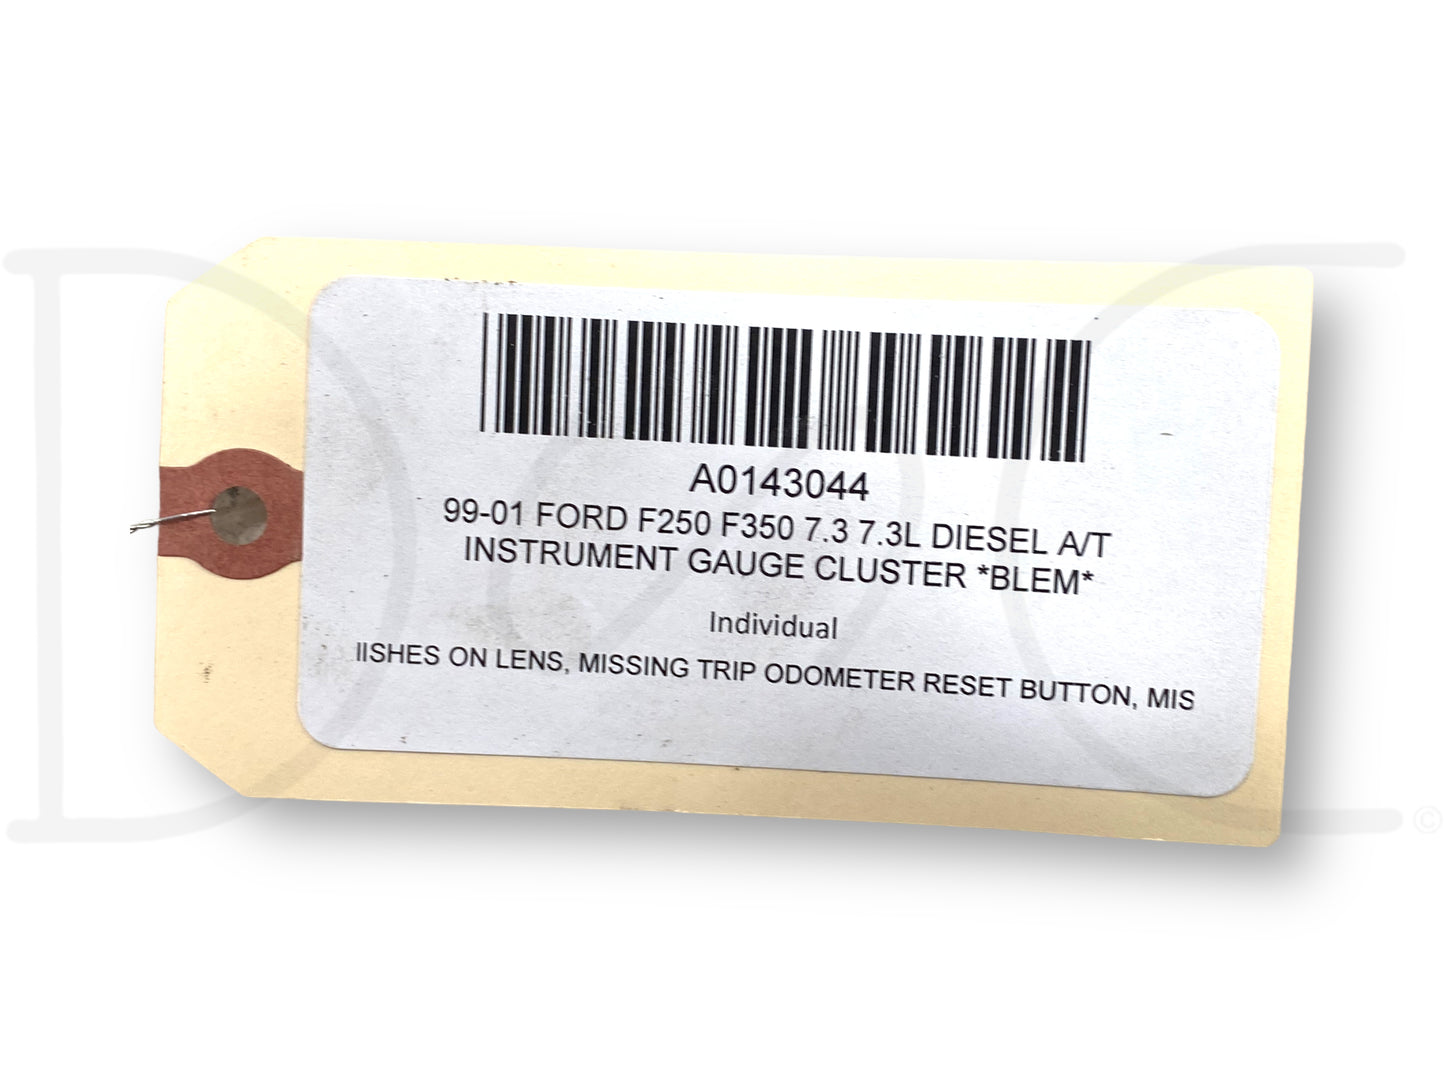 A0143044
99-01 FORD F250 F350 7.3 7.3L DIESEL A/T
INSTRUMENT GAUGE CLUSTER *BLEM*
Individual
IISHES ON LENS, MISSING TRIP ODOMETER RESET BUTTON, MIS
©